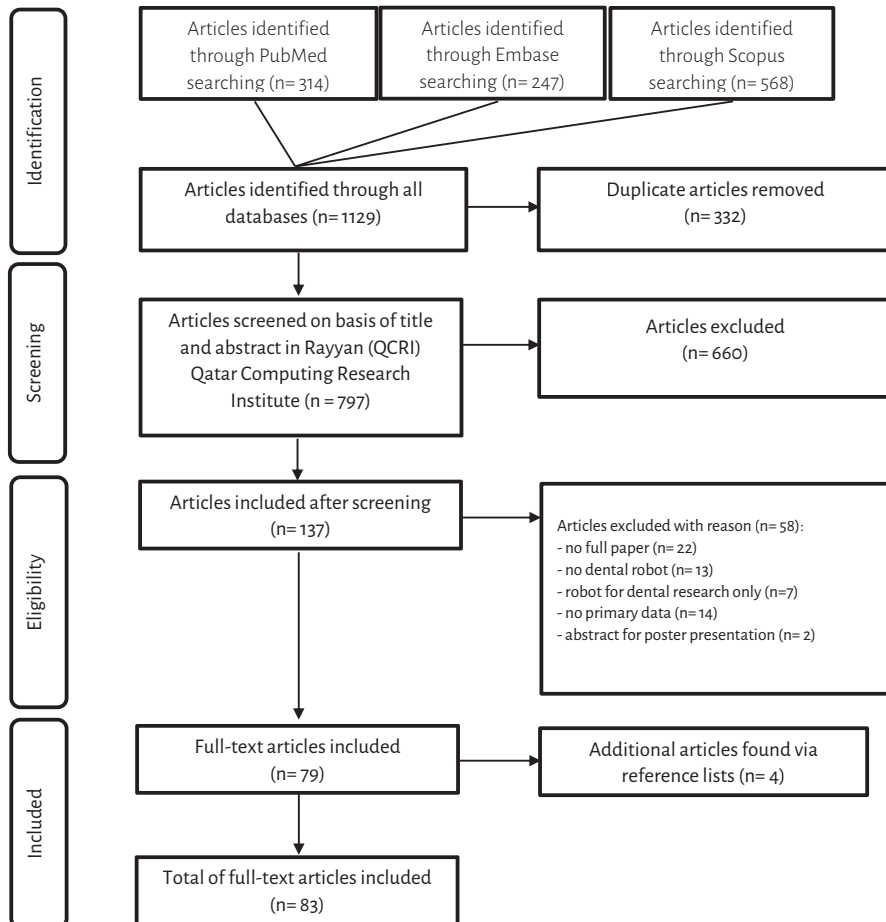 Identification
Articles identified
through PubMed
searching (n= 314)
Articles identified
through Embase
searching (n= 247)
Articles identified
through Scopus
searching (n= 568)
Articles identified through all
databases (n= 1129)
Duplicate articles removed
(n= 332)
Screening
Articles screened on basis of title
and abstract in Rayyan (QCRI)
Qatar Computing Research
Institute (n = 797)
Articles excluded
(n= 660)
Eligibility
Articles included after screening
(n= 137)
Articles excluded with reason (n= 58):
- no full paper (n= 22)
- no dental robot (n= 13)
- robot for dental research only (n=7)
- no primary data (n= 14)
- abstract for poster presentation (n= 2)
Included
Full-text articles included
(n= 79)
Additional articles found via
reference lists (n= 4)
Total of full-text articles included
(n= 83)